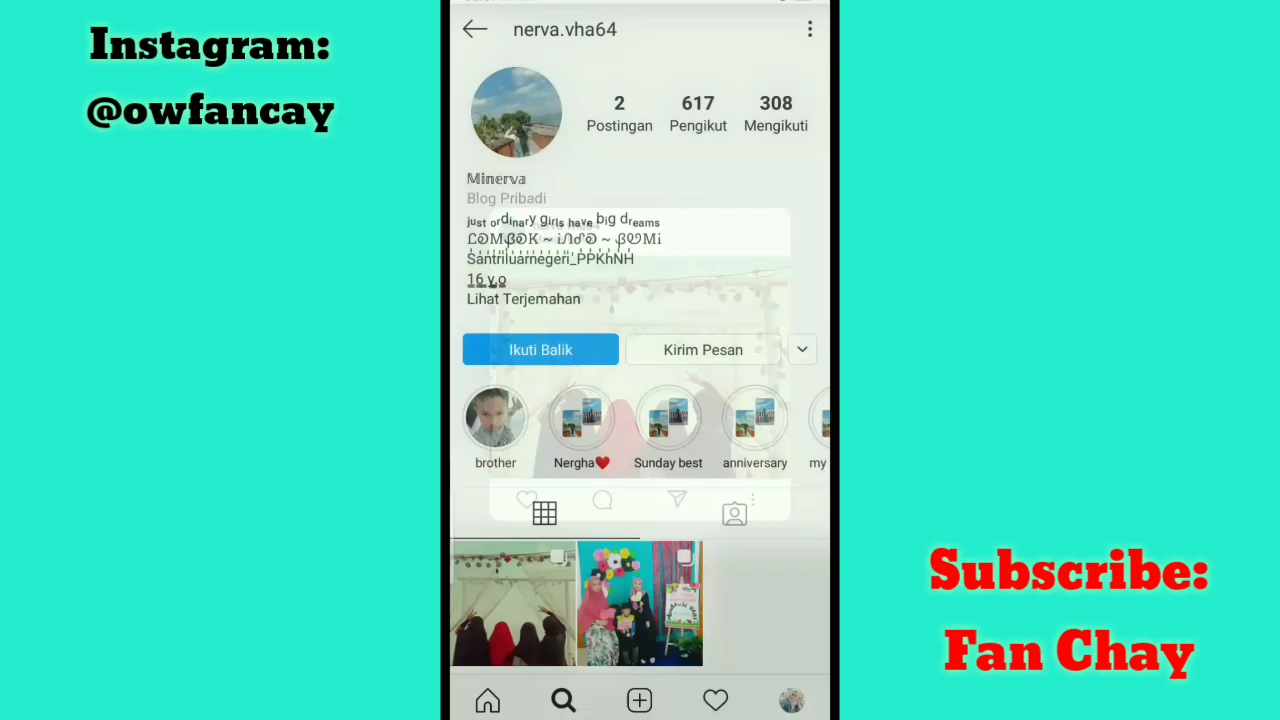 Instagram:
@owfancay
nerva.vha64
2
617
308
Postingan
Pengikut
Mengikuti
𝕄𝕚𝕟𝕖𝕣𝕧𝕒
Blog Pribadi
ⱼᵤₛₜ ₒᵣdᵢₙₐᵣy gᵢᵣₗₛ ₕₐᵥₑ bᵢg dᵣₑₐₘₛ
Santriluarnegeri_PPKhNH
16 y.o
Lihat Terjemahan
Ikuti Balik
Kirim Pesan
brother
Nergha❤️
Sunday best
anniversary
my
Subscribe:
Fan Chay